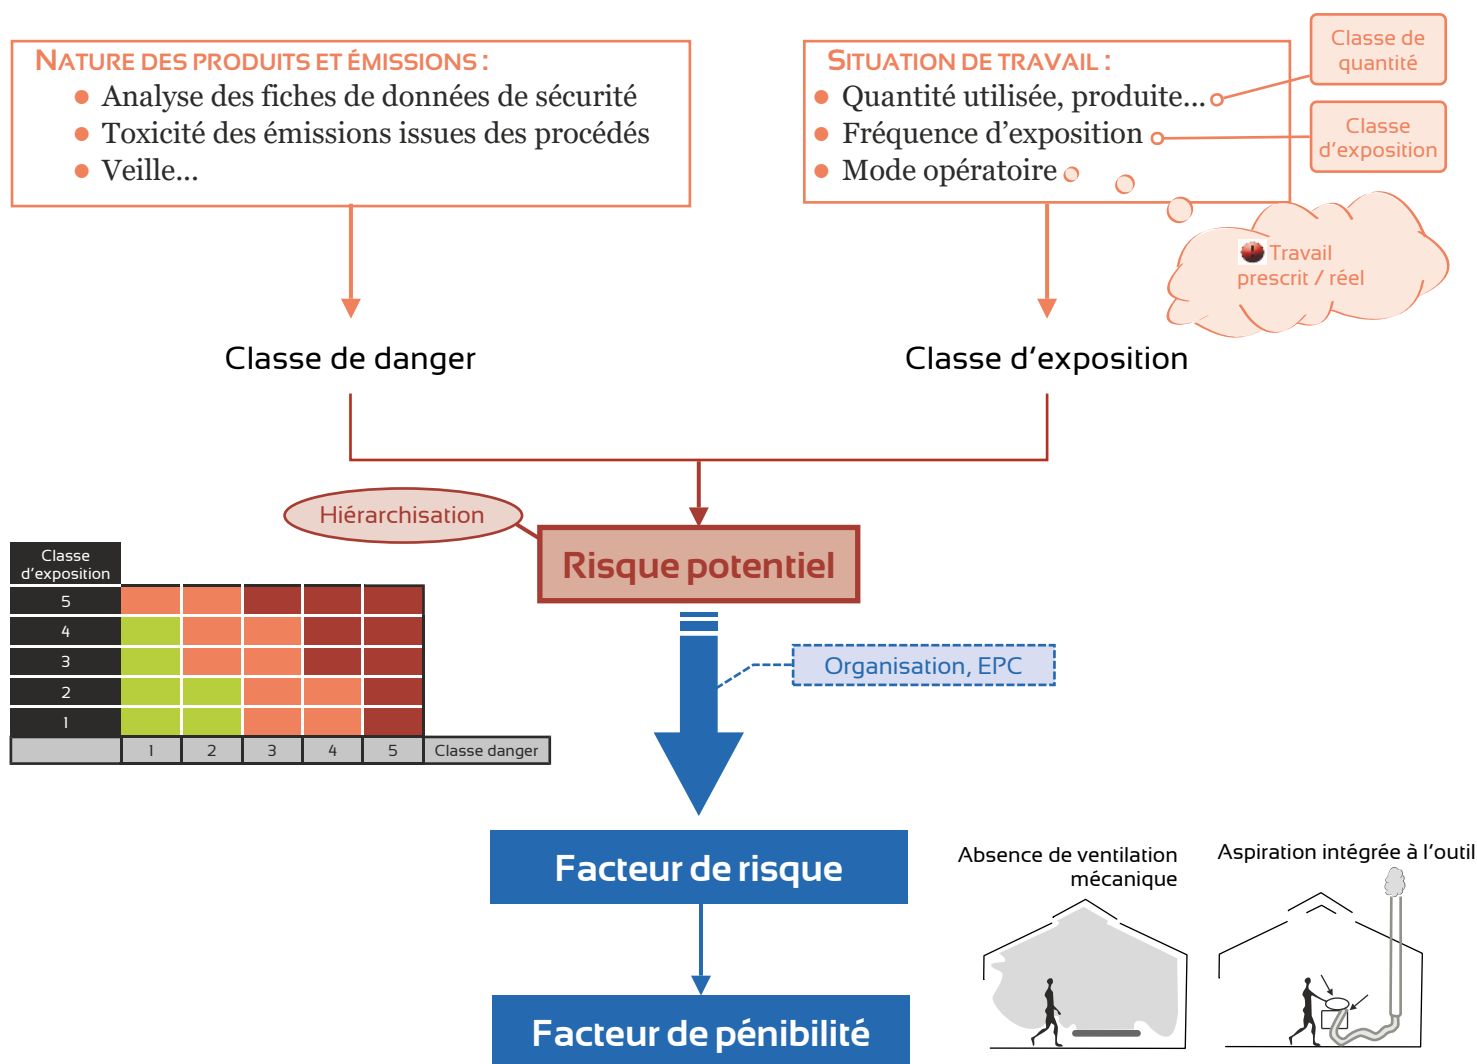 NATURE DES PRODUITS ET ÉMISSIONS :
• Analyse des fiches de données de sécurité
• Toxicité des émissions issues des procédés
• Veille...
SITUATION DE TRAVAIL :
• Quantité utilisée, produite...
• Fréquence d’exposition
• Mode opératoire
Classe de
quantité
Classe
d’exposition
Travail
prescrit / réel
Classe de danger
Classe d’exposition
Hiérarchisation
Risque potentiel
Classe
d’exposition
5
4
3
2
1
1 2 3 4 5 Classe danger
Organisation, EPC
Facteur de risque
Facteur de pénibilité
Absence de ventilation
mécanique
Aspiration intégrée à l’outil